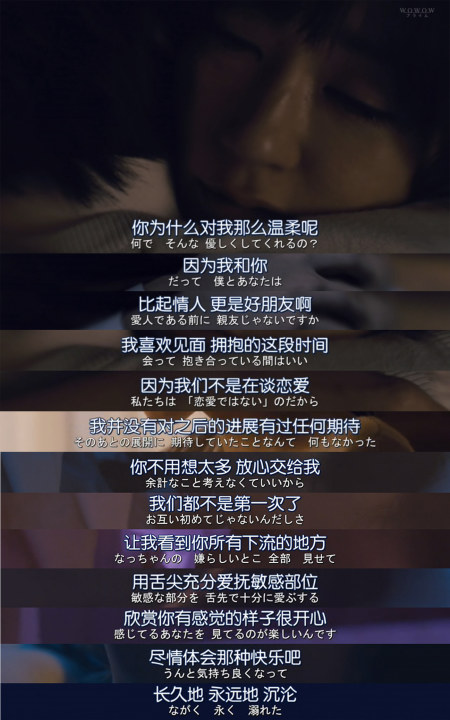 WOWOW
プライム
你为什么对我那么温柔呢
何で そんな 優しくしてくれるの？
因为我和你
だって 僕とあなたは
比起情人 更是好朋友啊
愛人である前に 親友じゃないですか
我喜欢见面 拥抱的这段时间
会って 抱き合っている間はいい
因为我们不是在谈恋爱
私たちは 「恋愛ではない」のだから
我并没有对之后的进展有过任何期待
そのあとの展開に 期待していたことなんて 何もなかった
你不用想太多 放心交给我
余計なこと考えなくていいから
我们都不是第一次了
お互い初めてじゃないんだしさ
让我看到你所有下流的地方
なっちゃんの 嫌らしいとこ 全部 見せて
用舌尖充分爱抚敏感部位
敏感な部分を 舌先で十分に愛ぶする
欣赏你有感觉的样子很开心
感じてるあなたを 見てるのが楽しいんです
尽情体会那种快乐吧
うんと気持ち良くなって
长久地 永远地 沉沦
ながく 永く 溺れた